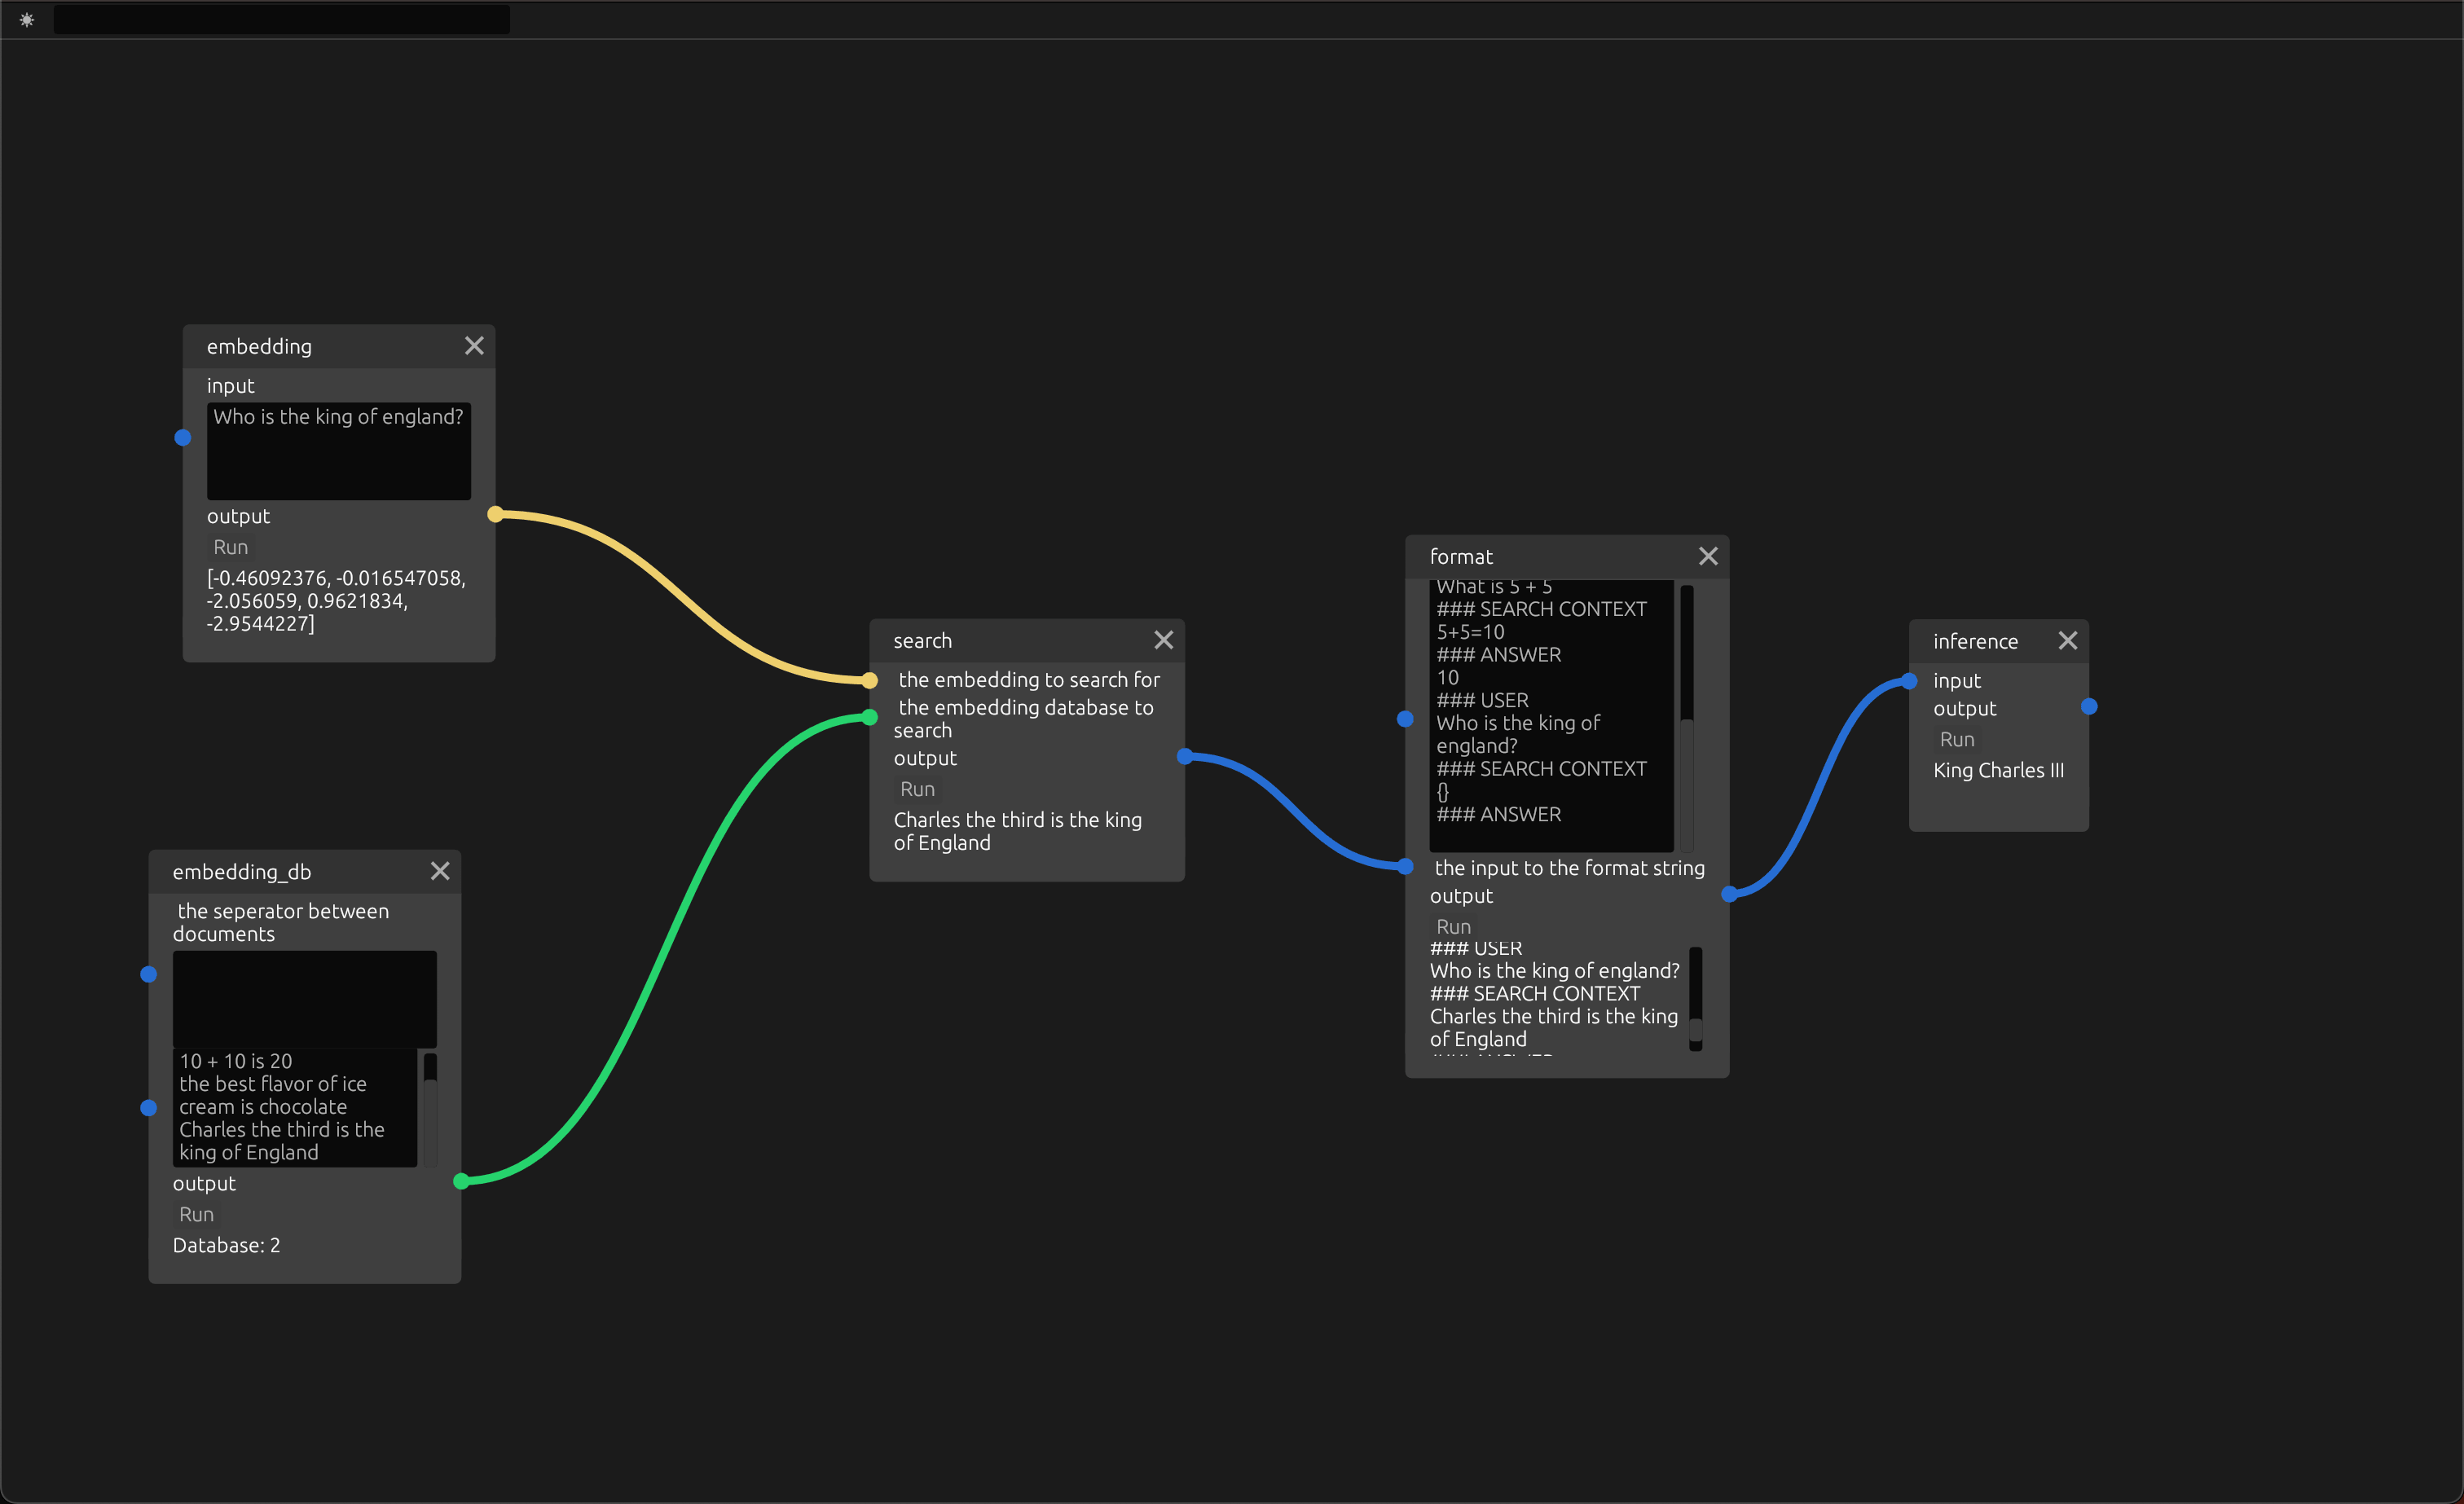 embedding
input
Who is the king of england?
output
Run
[-0.46092376, -0.016547058,
-2.056059, 0.9621834,
-2.9544227]
embedding_db
the seperator between
documents
10 + 10 is 20
the best flavor of ice
cream is chocolate
Charles the third is the
king of England
output
Run
Database: 2
search
the embedding to search for
the embedding database to
search
output
Run
Charles the third is the king
of England
format
What is 5 + 5
### SEARCH CONTEXT
5+5=10
### ANSWER
10
### USER
Who is the king of
england?
### SEARCH CONTEXT
{}
### ANSWER
the input to the format string
output
Run
### USER
Who is the king of england?
### SEARCH CONTEXT
Charles the third is the king
of England
### ANSWER
inference
input
output
Run
King Charles III